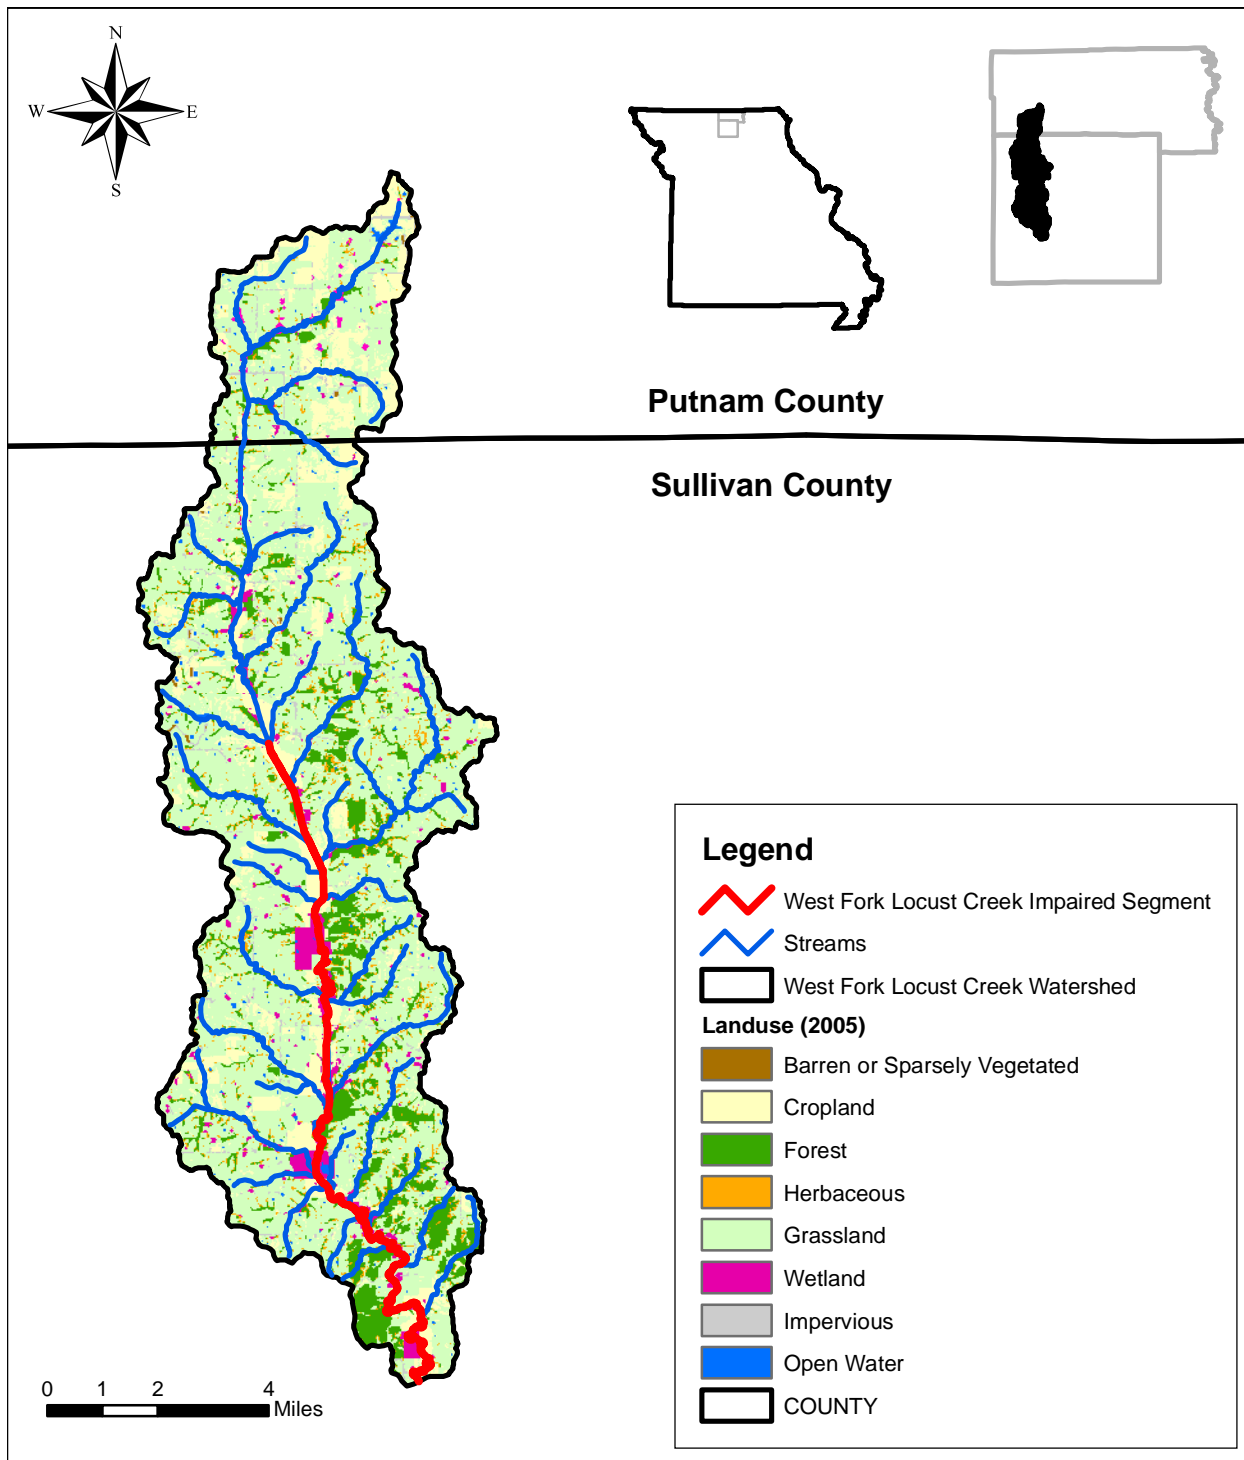 N
W E
S
Putnam County
Sullivan County
Legend
West Fork Locust Creek Impaired Segment
Streams
West Fork Locust Creek Watershed
Landuse (2005)
Barren or Sparsely Vegetated
Cropland
Forest
Herbaceous
Grassland
Wetland
Impervious
Open Water
COUNTY
0 1 2 4
Miles